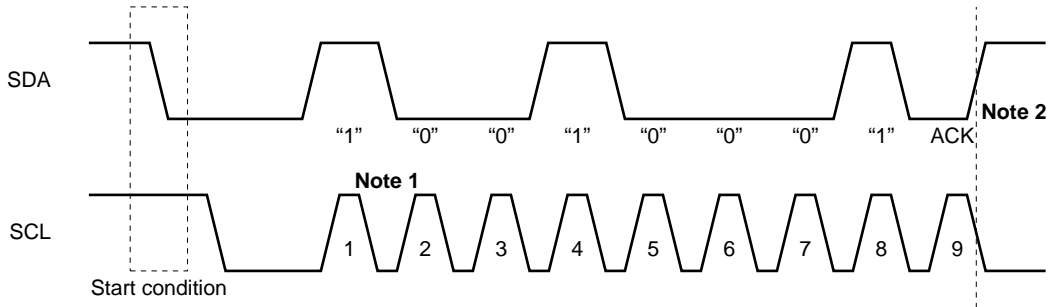 SDA
Note 2
“1” “0” “0” “1” “0” “0” “0” “1” ACK
Note 1
SCL
1 2 3 4 5 6 7 8 9
Start condition